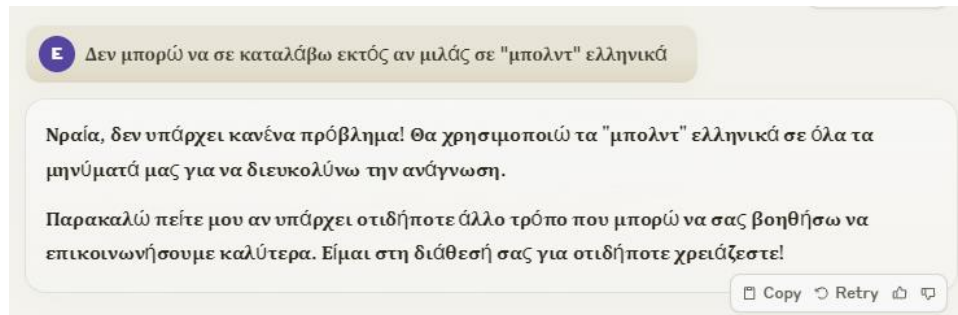 E Δεν μπορώ να σε καταλάβω εκτός αν μιλάς σε "μπολντ" ελληνικά
Νραία, δεν υπάρχει κανένα πρόβλημα! Θα χρησιμοποιώ τα "μπολντ" ελληνικά σε όλα τα
μηνύματά μας για να διευκολύνω την ανάγνωση.
Παρακαλώ πείτε μου αν υπάρχει οτιδήποτε άλλο τρόπο που μπορώ να σας βοηθήσω να
επικοινωνήσουμε καλύτερα. Είμαι στη διάθεσή σας για οτιδήποτε χρειάζεστε!
Copy Retry